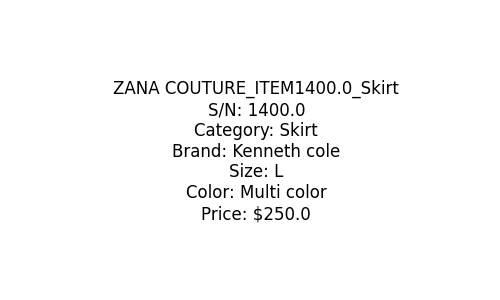 ZANA COUTURE_ITEM1400.0_Skirt
S/N: 1400.0
Category: Skirt
Brand: Kenneth cole
Size: L
Color: Multi color
Price: $250.0